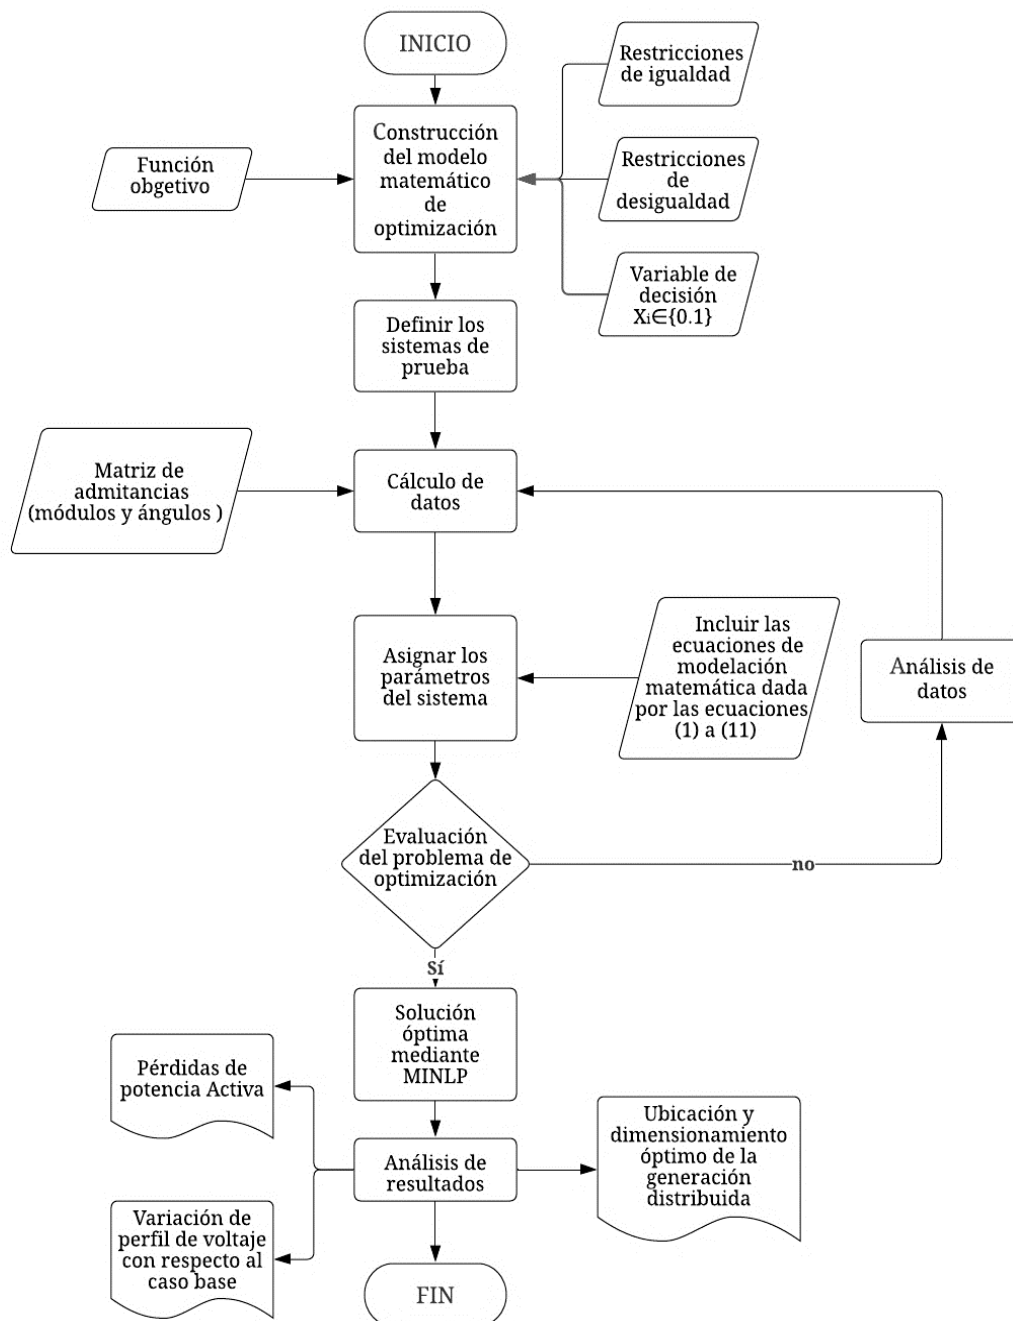 INICIO
Restricciones
de igualdad
Construcción
del modelo
matemático
de
optimización
Función
obgetivo
Restricciones
de
desigualdad
Variable de
decisión
Xi∈{0.1}
Definir los
sistemas de
prueba
Matriz de
admitancias
(módulos y ángulos )
Cálculo de
datos
Asignar los
parámetros
del sistema
Incluir las
ecuaciones de
modelación
matemática dada
por las ecuaciones
(1) a (11)
Análisis de
datos
Evaluación
del problema de
optimización
no
Sí
Solución
óptima
mediante
MINLP
Pérdidas de
potencia Activa
Análisis de
resultados
Ubicación y
dimensionamiento
óptimo de la
generación
distribuida
Variación de
perfil de voltaje
con respecto al
caso base
FIN